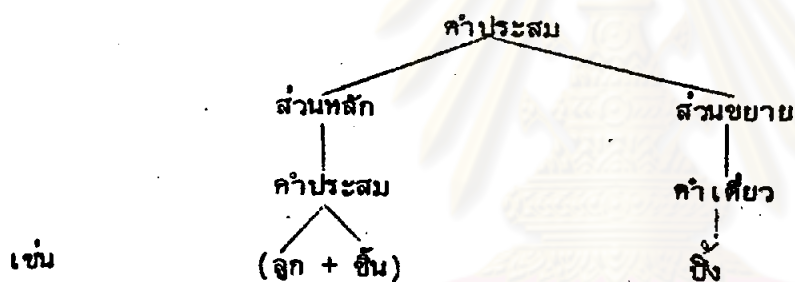 คำประสม
ส่วนหลัก ส่วนขยาย
คำประสม คำเดี่ยว
เช่น (ลูก + ชิ้น) ปิ้ง